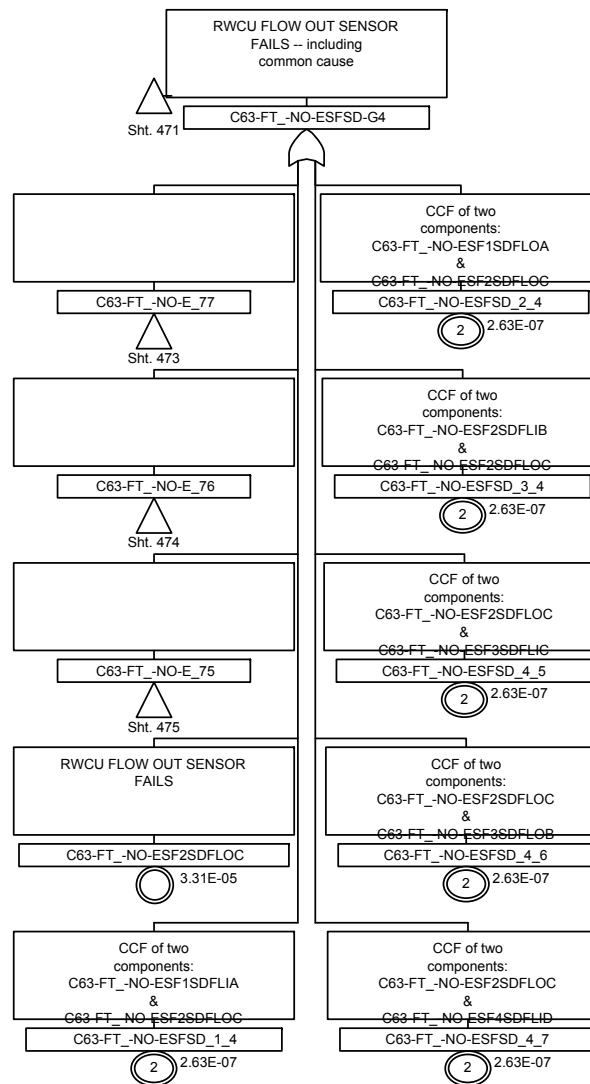 RWCU FLOW OUT SENSOR
FAILS -- including
common cause
Sht. 471
C63-FT_-NO-ESFSD-G4
C63-FT_-NO-E_77
Sht. 473
CCF of two
components:
C63-FT_-NO-ESF1SDFLOA
&
C63-FT_-NO-ESF2SDFLOC
C63-FT_-NO-ESFSD_2_4
2
2.63E-07
C63-FT_-NO-E_76
Sht. 474
CCF of two
components:
C63-FT_-NO-ESF2SDFLIB
&
C63-FT_-NO-ESF2SDFLOC
C63-FT_-NO-ESFSD_3_4
2
2.63E-07
C63-FT_-NO-E_75
Sht. 475
CCF of two
components:
C63-FT_-NO-ESF2SDFLOC
&
C63-FT_-NO-ESF3SDFLIC
C63-FT_-NO-ESFSD_4_5
2
2.63E-07
RWCU FLOW OUT SENSOR
FAILS
C63-FT_-NO-ESF2SDFLOC
3.31E-05
CCF of two
components:
C63-FT_-NO-ESF2SDFLOC
&
C63-FT_-NO-ESF3SDFLOB
C63-FT_-NO-ESFSD_4_6
2
2.63E-07
CCF of two
components:
C63-FT_-NO-ESF1SDFLIA
&
C63-FT_-NO-ESF2SDFLOC
C63-FT_-NO-ESFSD_1_4
2
2.63E-07
CCF of two
components:
C63-FT_-NO-ESF2SDFLOC
&
C63-FT_-NO-ESF4SDFLID
C63-FT_-NO-ESFSD_4_7
2
2.63E-07